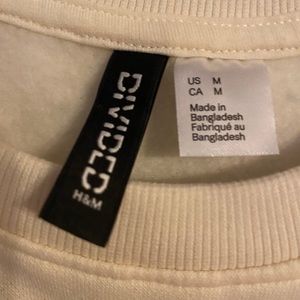 DIVIDED
H&M
US M
CA M
Made in
Bangladesh
Fabriqué au
Bangladesh